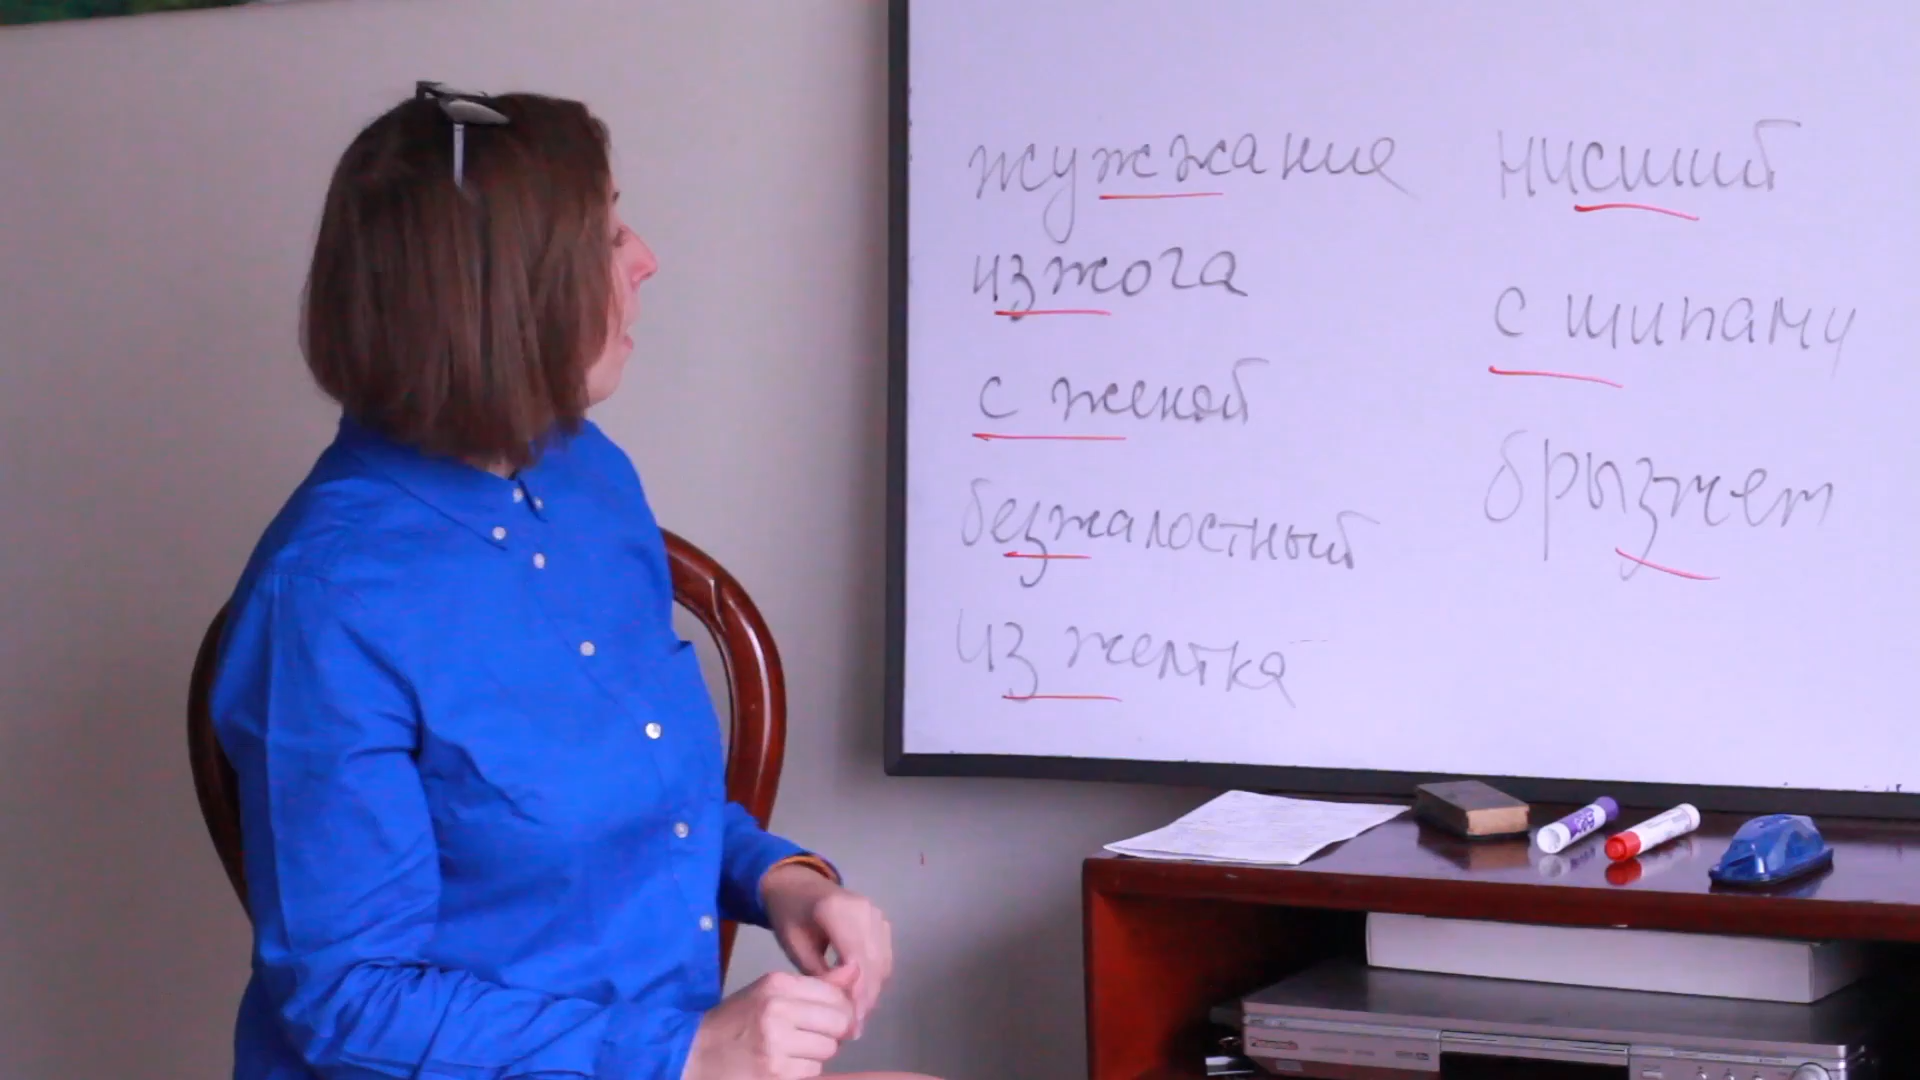 жужжание
изжога
с женой
безжалостный
из желтка
нисший
с шипами
брызжет